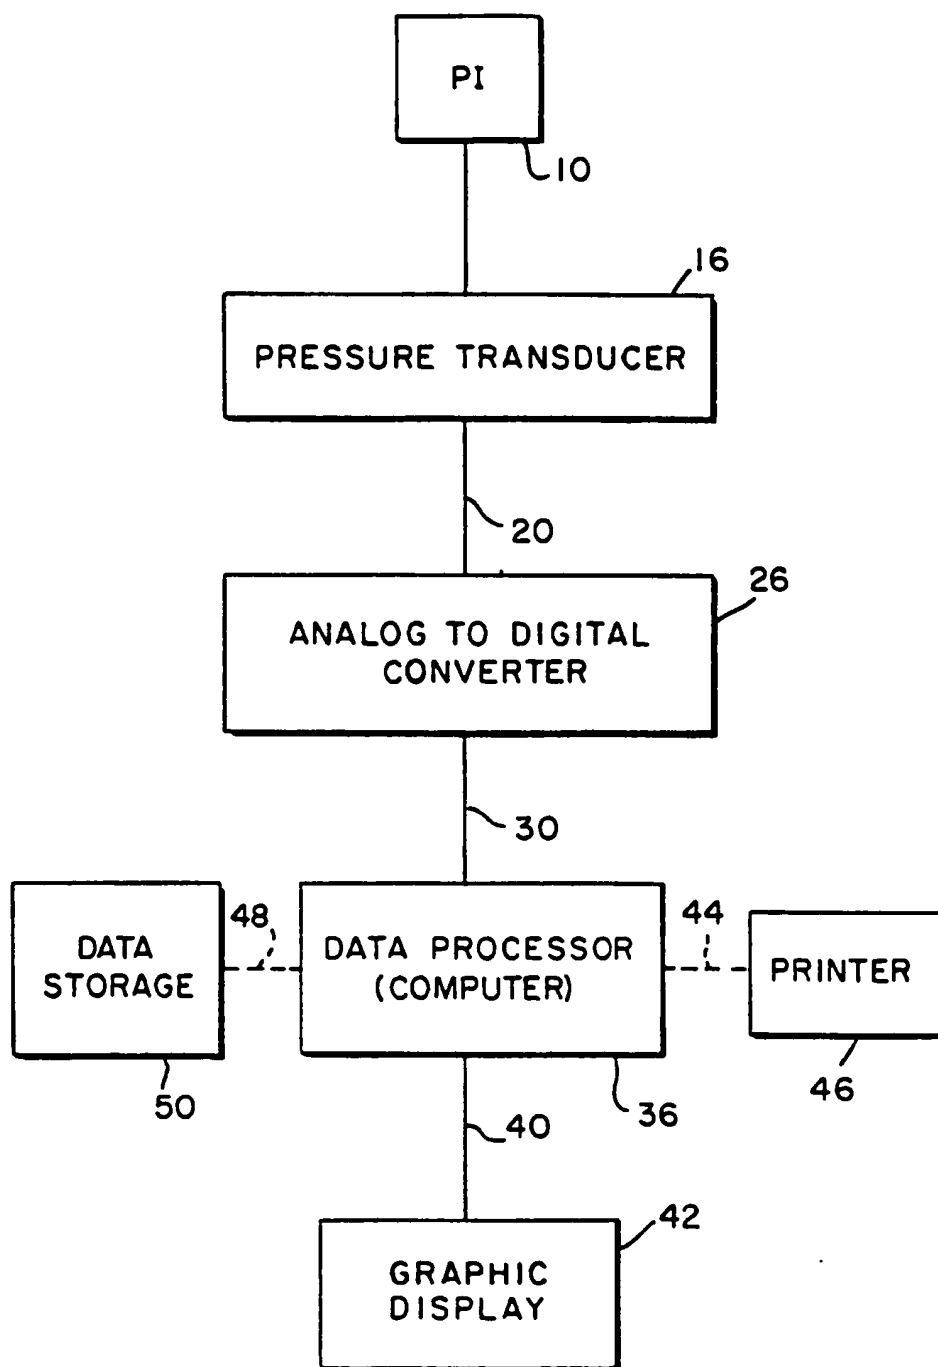 PI
10
16
PRESSURE TRANSDUCER
20
26
ANALOG TO DIGITAL
CONVERTER
30
48
44
DATA
STORAGE
DATA PROCESSOR
(COMPUTER)
PRINTER
50
36
46
40
42
GRAPHIC
DISPLAY